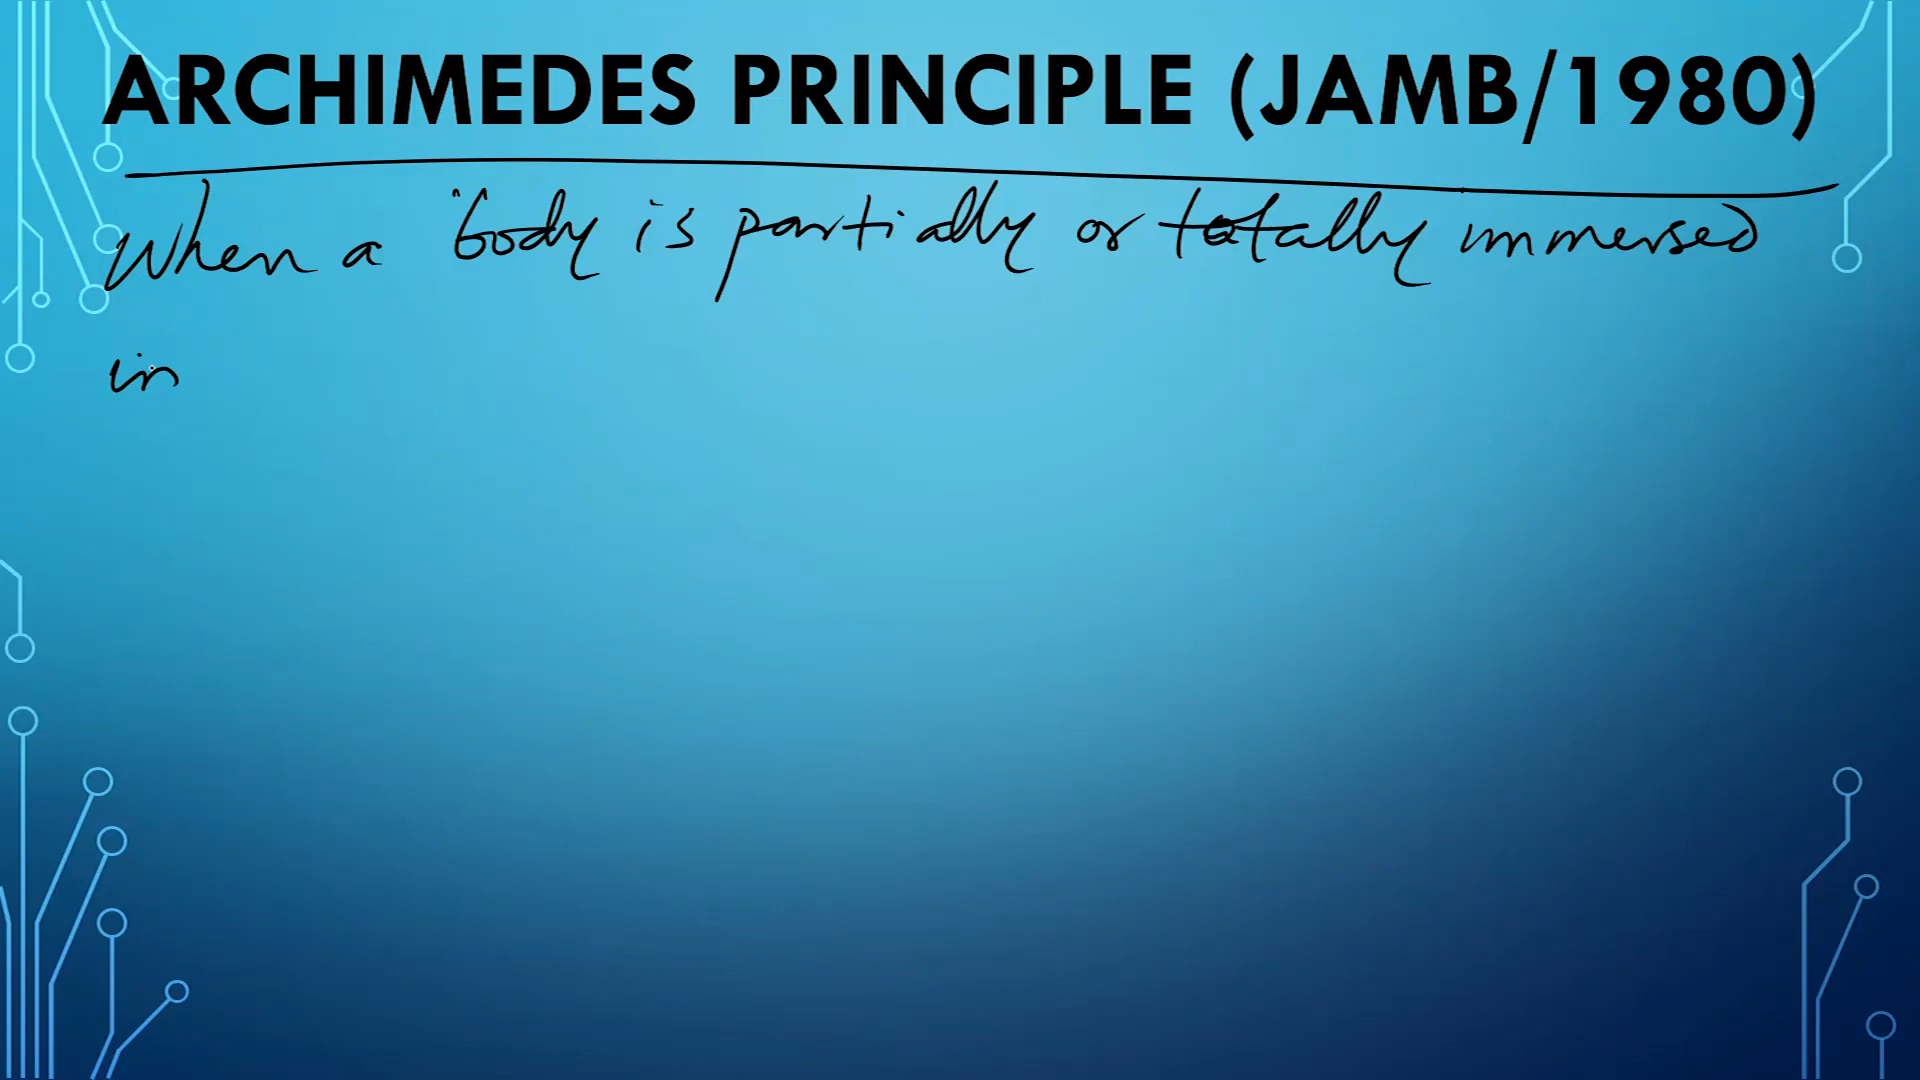 ARCHIMEDES PRINCIPLE (JAMB/1980)
When a body is partially or totally immersed
in